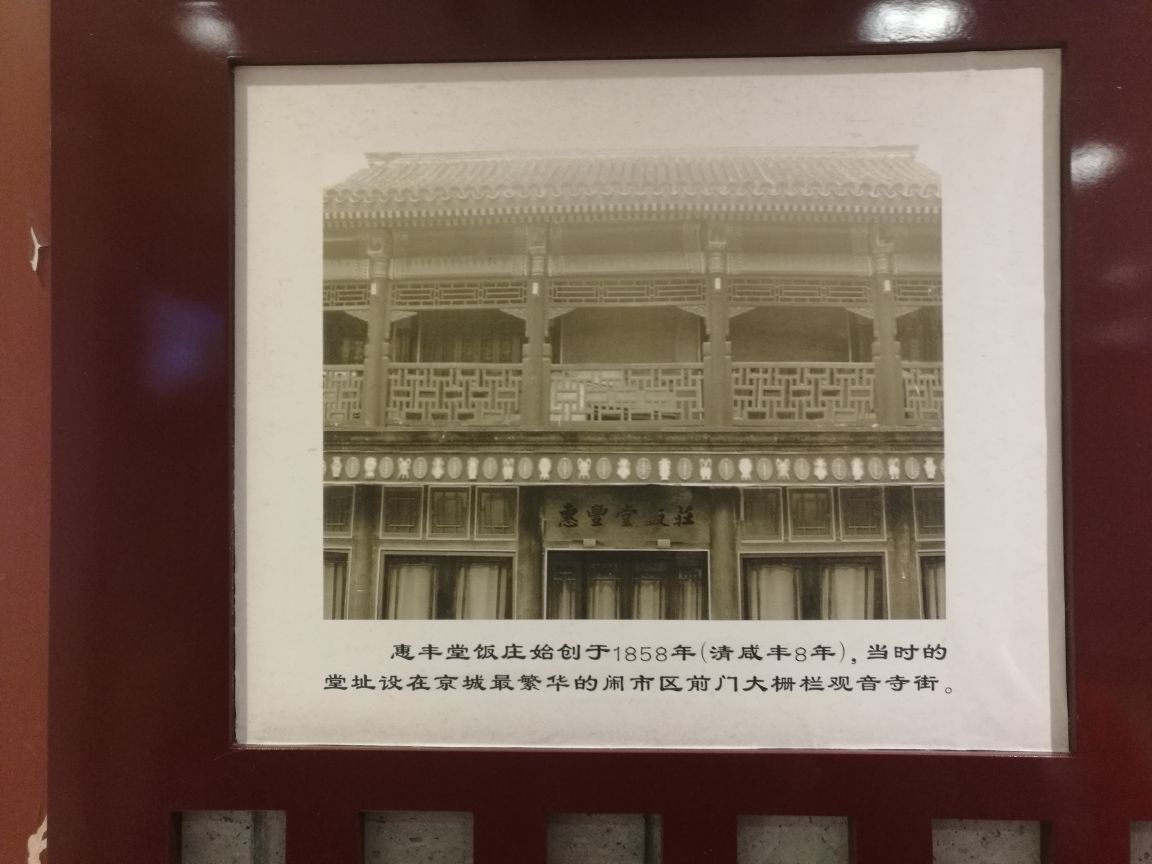 惠豐堂飯莊
惠丰堂饭庄始创于1858年(清咸丰8年)，当时的
堂址设在京城最繁华的闹市区前门大栅栏观音寺街。